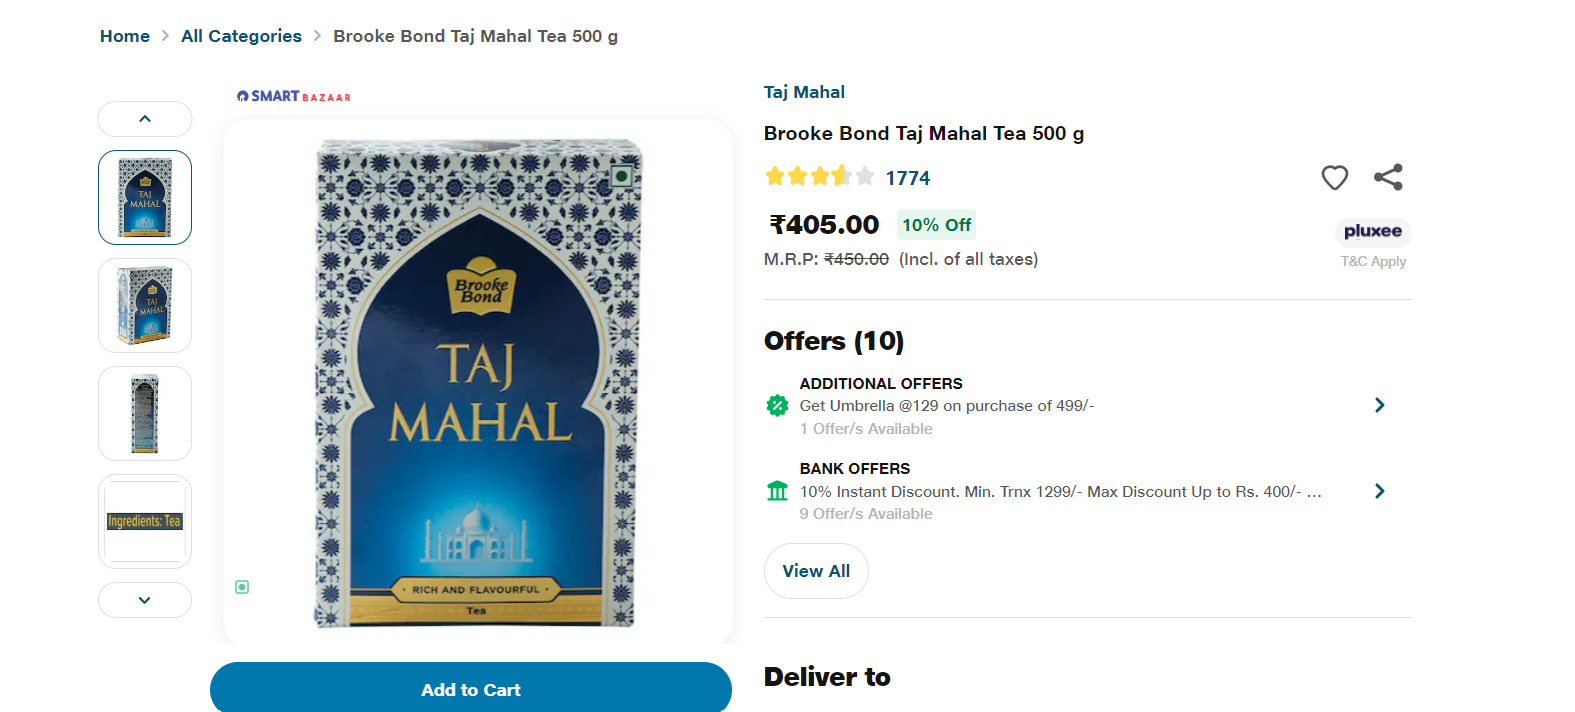 Home > All Categories > Brooke Bond Taj Mahal Tea 500 g
SMART BAZAAR
TAJ
MAHAL
TAJ
MAHAL
Ingredients: Tea
Brooke
Bond
TAJ
MAHAL
· RICH AND FLAVOURFUL ·
Tea
Add to Cart
Taj Mahal
Brooke Bond Taj Mahal Tea 500 g
1774
₹405.00 10% Off
M.R.P: ₹450.00 (Incl. of all taxes)
pluxee
T&C Apply
Offers (10)
ADDITIONAL OFFERS
Get Umbrella @129 on purchase of 499/-
1 Offer/s Available
BANK OFFERS
10% Instant Discount. Min. Trnx 1299/- Max Discount Up to Rs. 400/- ...
9 Offer/s Available
View All
Deliver to